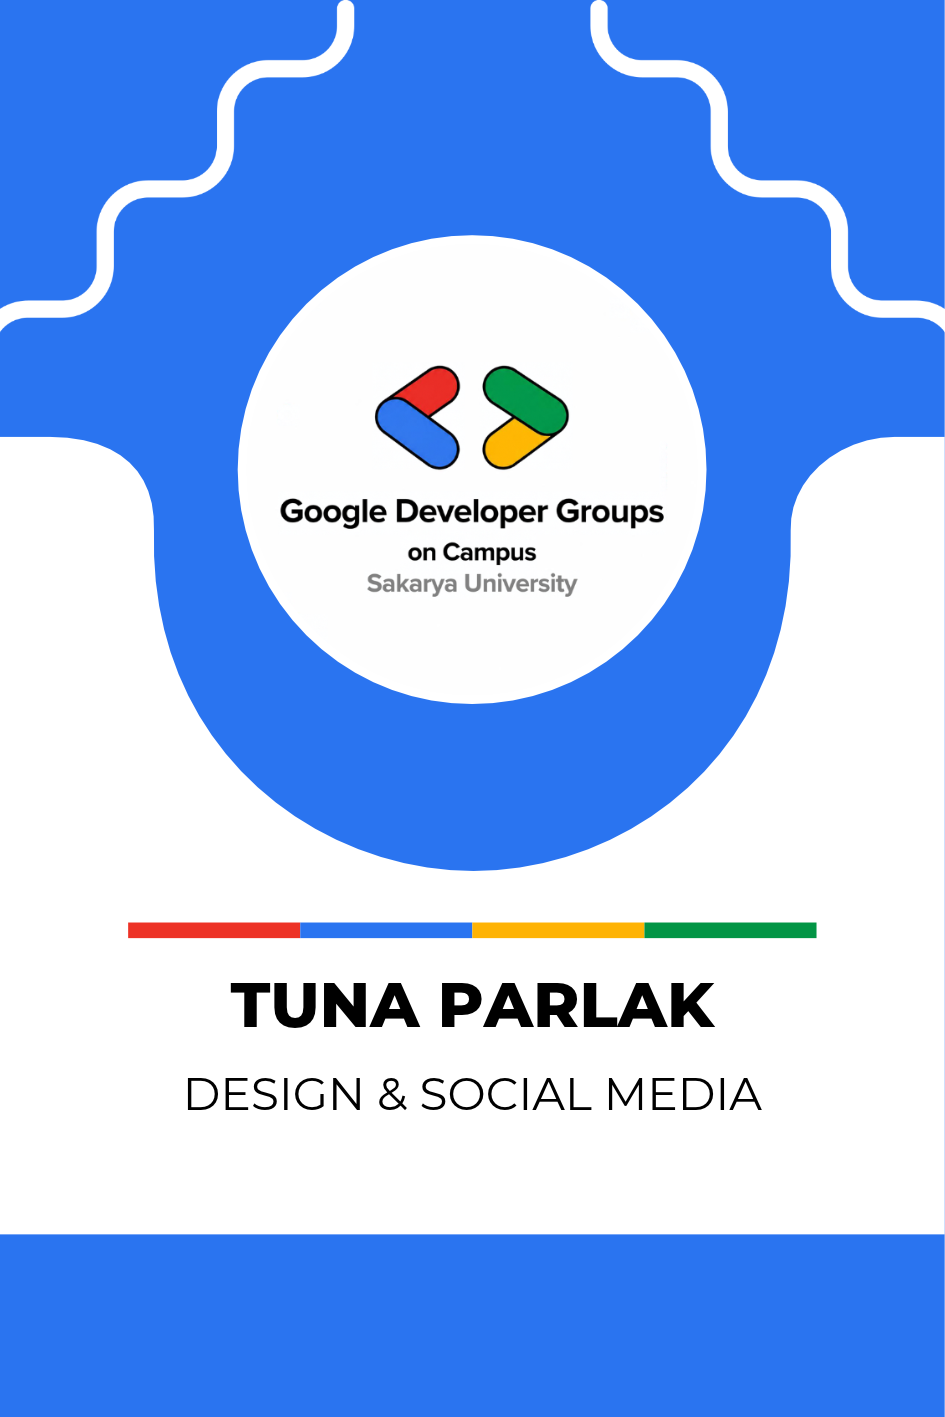 Google Developer Groups
on Campus
Sakarya University
TUNA PARLAK
DESIGN & SOCIAL MEDIA